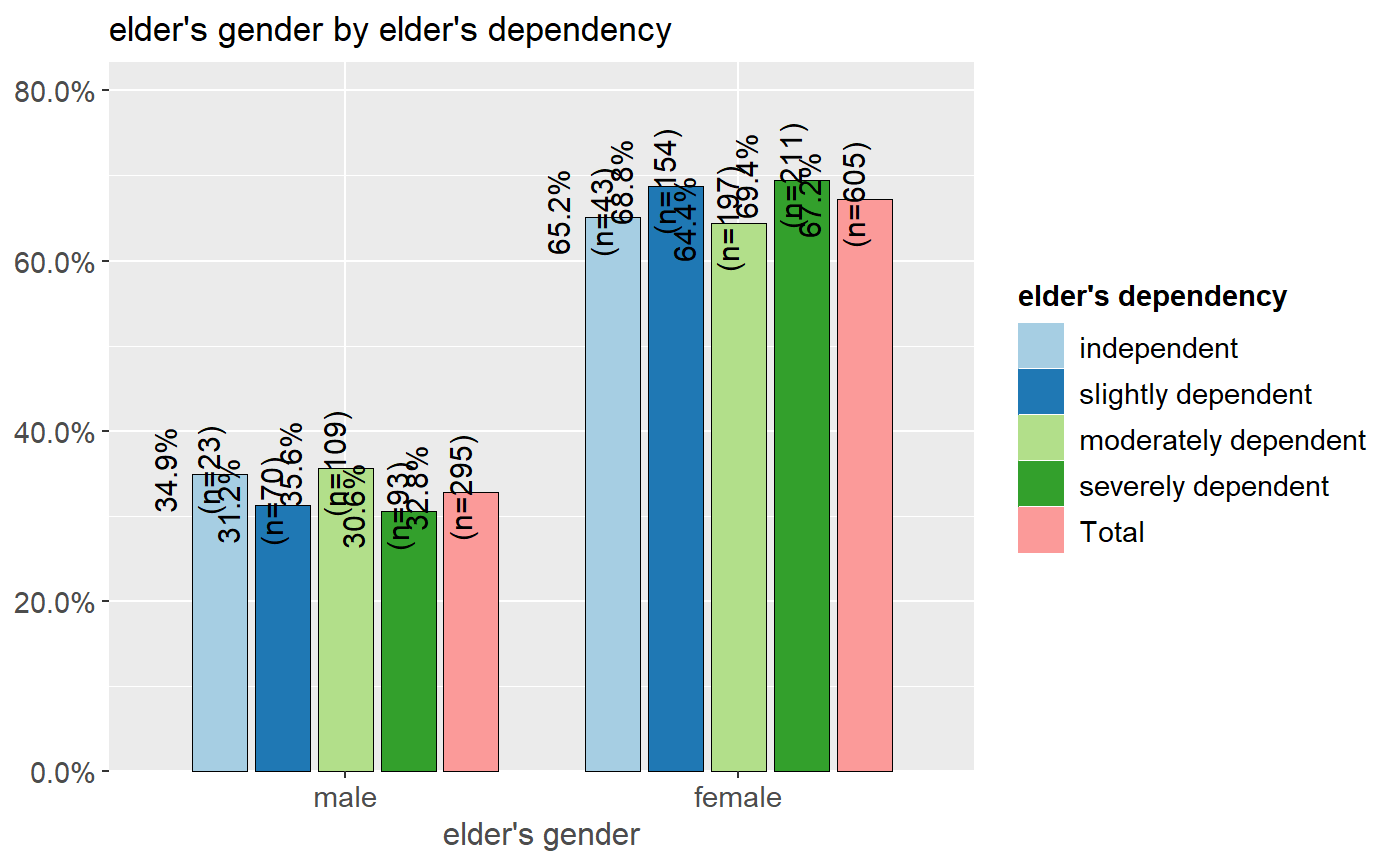 elder's gender by elder's dependency
80.0%
60.0%
40.0%
20.0%
0.0%
34.9%
(n=23)
31.2%
(n=70)
35.6%
(n=109)
30.6%
(n=93)
32.8%
(n=295)
65.2%
(n=43)
68.8%
(n=154)
64.4%
(n=197)
69.4%
(n=211)
67.2%
(n=605)
male
female
elder's gender
elder's dependency
independent
slightly dependent
moderately dependent
severely dependent
Total